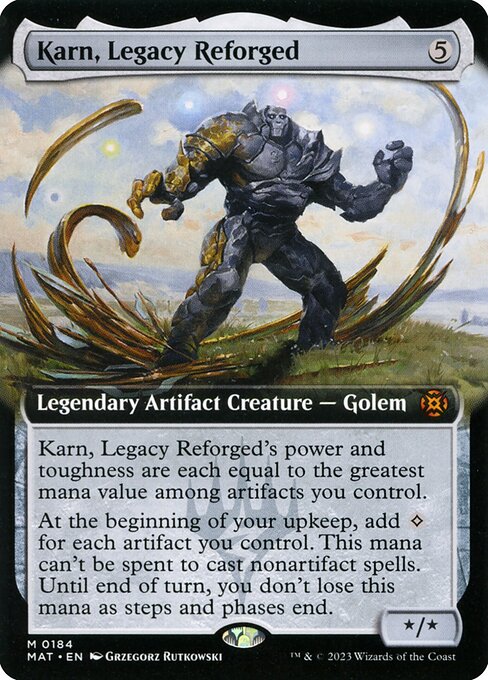 Karn, Legacy Reforged 5
Legendary Artifact Creature — Golem
Karn, Legacy Reforged's power and
toughness are each equal to the greatest
mana value among artifacts you control.
At the beginning of your upkeep, add
for each artifact you control. This mana
can't be spent to cast nonartifact spells.
Until end of turn, you don't lose this
mana as steps and phases end.
★/★
M 0184
MAT • EN Grzegorz Rutkowski
™ & © 2023 Wizards of the Coast